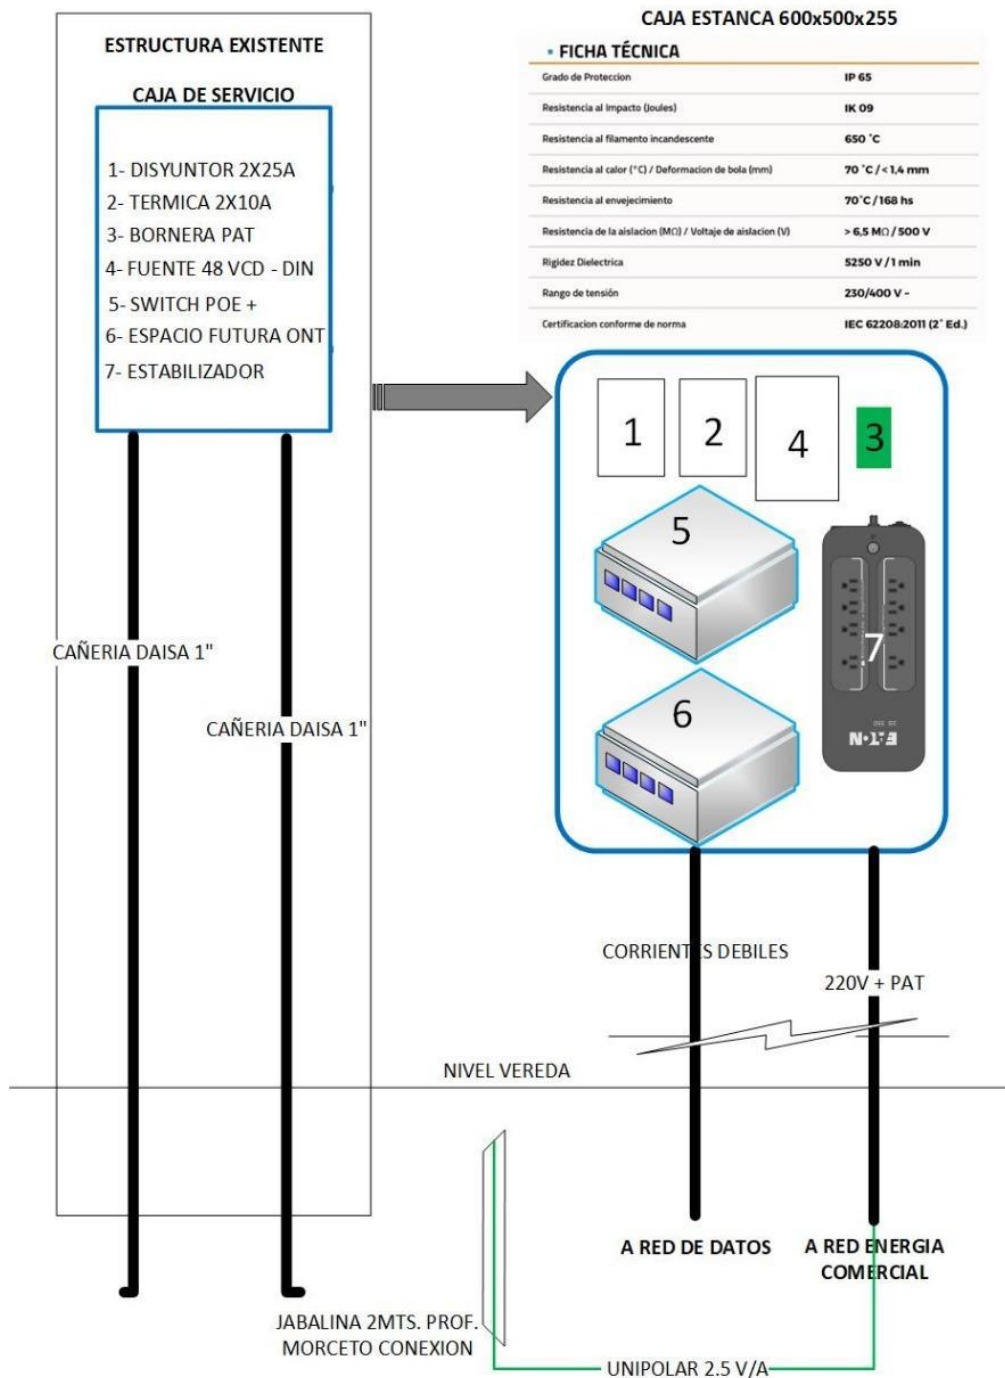 CAJA ESTANCA 600x500x255
ESTRUCTURA EXISTENTE
CAJA DE SERVICIO
1- DISYUNTOR 2X25A
2- TERMICA 2X10A
3- BORNERA PAT
4- FUENTE 48 VCD - DIN
5- SWITCH POE +
6- ESPACIO FUTURA ONT
7- ESTABILIZADOR
▪ FICHA TÉCNICA
Grado de Proteccion IP 65
Resistencia al Impacto (Joules) IK 09
Resistencia al filamento incandescente 650 °C
Resistencia al calor (°C) / Deformacion de bola (mm) 70 °C / < 1,4 mm
Resistencia al envejecimiento 70°C / 168 hs
Resistencia de la aislacion (MΩ) / Voltaje de aislacion (V) > 6,5 MΩ / 500 V
Rigidez Dielectrica 5250 V / 1 min
Rango de tensión 230/400 V ~
Certificacion conforme de norma IEC 62208:2011 (2° Ed.)
1
2
4
3
5
7
6
EATON
CAÑERIA DAISA 1"
CAÑERIA DAISA 1"
CORRIENTES DEBILES
220V + PAT
NIVEL VEREDA
A RED DE DATOS
A RED ENERGIA
COMERCIAL
JABALINA 2MTS. PROF.
MORCETO CONEXION
UNIPOLAR 2.5 V/A